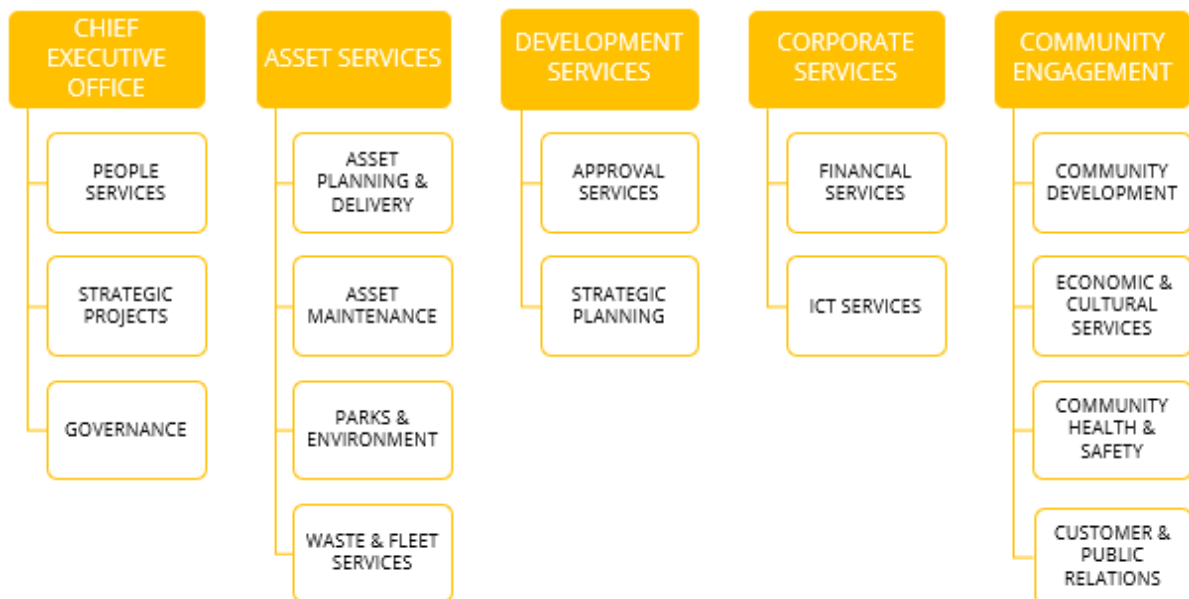 CHIEF
EXECUTIVE
OFFICE
PEOPLE
SERVICES
STRATEGIC
PROJECTS
GOVERNANCE
ASSET SERVICES
ASSET
PLANNING &
DELIVERY
ASSET
MAINTENANCE
PARKS &
ENVIRONMENT
WASTE & FLEET
SERVICES
DEVELOPMENT
SERVICES
APPROVAL
SERVICES
STRATEGIC
PLANNING
CORPORATE
SERVICES
FINANCIAL
SERVICES
ICT SERVICES
COMMUNITY
ENGAGEMENT
COMMUNITY
DEVELOPMENT
ECONOMIC &
CULTURAL
SERVICES
COMMUNITY
HEALTH &
SAFETY
CUSTOMER &
PUBLIC
RELATIONS